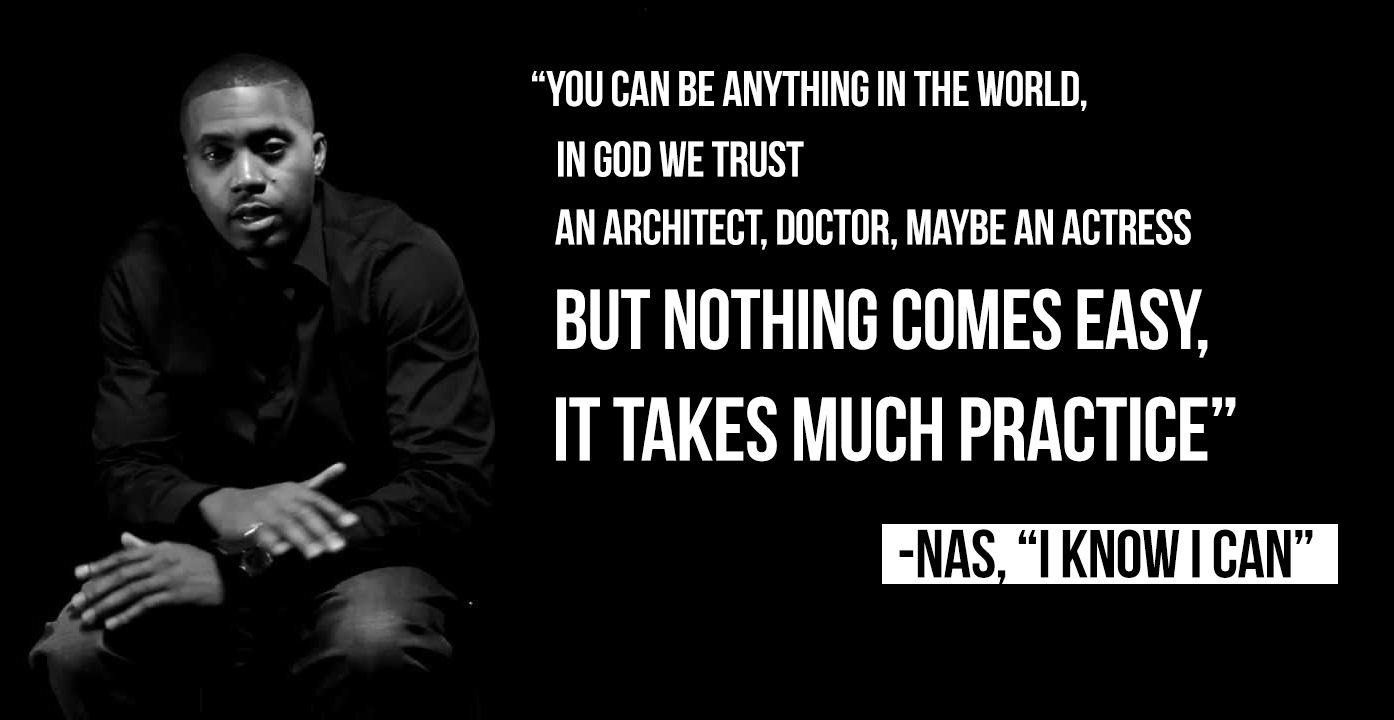 “YOU CAN BE ANYTHING IN THE WORLD,
IN GOD WE TRUST
AN ARCHITECT, DOCTOR, MAYBE AN ACTRESS
BUT NOTHING COMES EASY,
IT TAKES MUCH PRACTICE”
-NAS, “I KNOW I CAN”